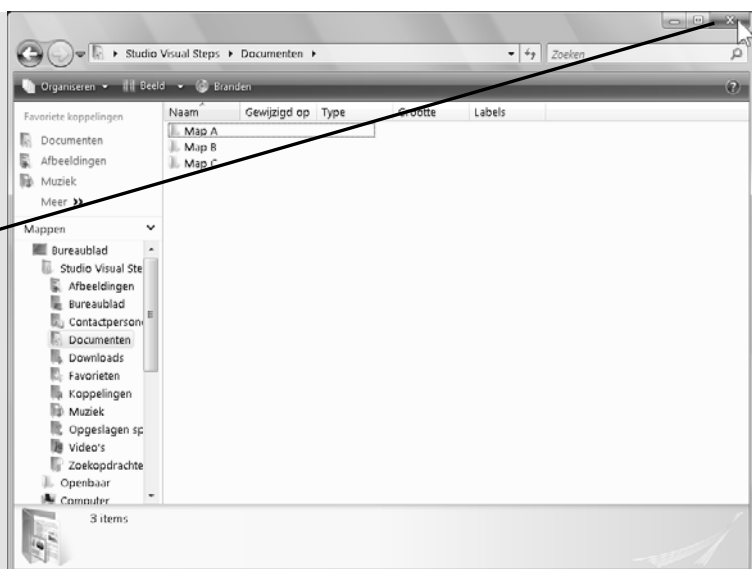 Studio Visual Steps Documenten Zoeken
Organiseren Beeld Branden
Favoriete koppelingen
Documenten
Afbeeldingen
Muziek
Meer
Mappen
Bureaublad
Studio Visual Ste
Afbeeldingen
Bureaublad
Contactpersone
Documenten
Downloads
Favorieten
Koppelingen
Muziek
Opgeslagen sp
Video's
Zoekopdrachte
Openbaar
Computer
Naam Gewijzigd op Type Grootte Labels
Map A
Map B
Map C
3 items